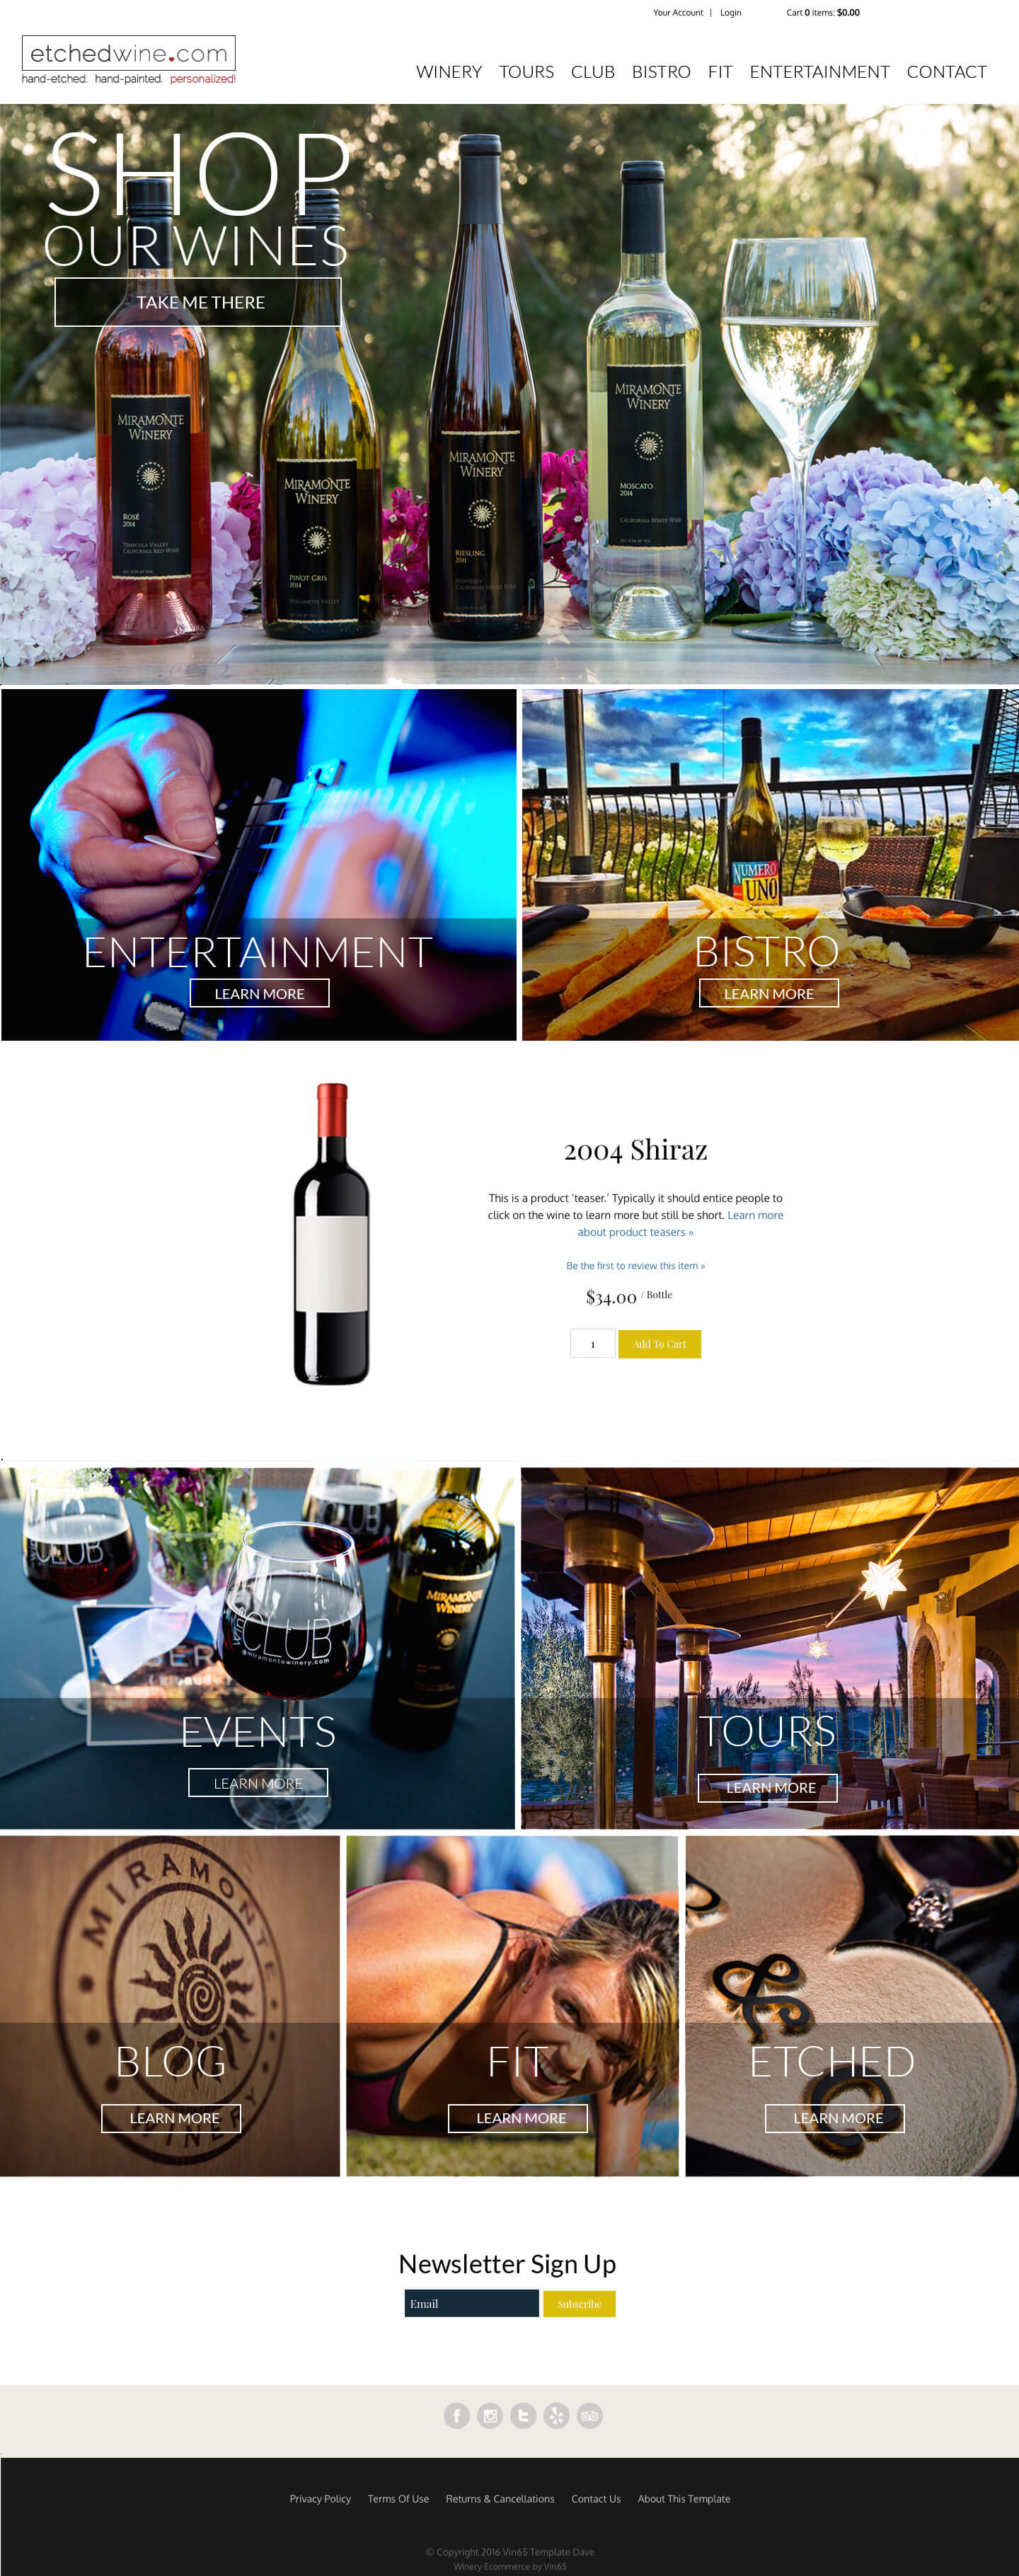 Your Account | Login Cart 0 items: $0.00
etchedwine.com
hand-etched. hand-painted. personalized!
WINERY TOURS CLUB BISTRO FIT ENTERTAINMENT CONTACT
SHOP
OUR WINES
TAKE ME THERE
MIRAMONTE
WINERY
ROSÉ
2014
TEMECULA VALLEY
CALIFORNIA RED WINE
MIRAMONTE
WINERY
PINOT GRIS
2014
WILLAMETTE VALLEY
MIRAMONTE
WINERY
RIESLING
2011
MONTEREY
CALIFORNIA WHITE WINE
MIRAMONTE
WINERY
MOSCATO
2014
CALIFORNIA WHITE WINE
ENTERTAINMENT
LEARN MORE
NUMERO
UNO
BISTRO
LEARN MORE
2004 Shiraz
This is a product 'teaser.' Typically it should entice people to
click on the wine to learn more but still be short. Learn more
about product teasers »
Be the first to review this item »
$34.00 / Bottle
1 Add To Cart
CLUB
CLUB
miramontewinery.com
MIRAMONTE
WINERY
EVENTS
LEARN MORE
TOURS
LEARN MORE
MIRAMONTE
BLOG
LEARN MORE
FIT
LEARN MORE
ETCHED
LEARN MORE
Newsletter Sign Up
Email Subscribe
Privacy Policy Terms Of Use Returns & Cancellations Contact Us About This Template
© Copyright 2016 Vin65 Template Dave
Winery Ecommerce by Vin65